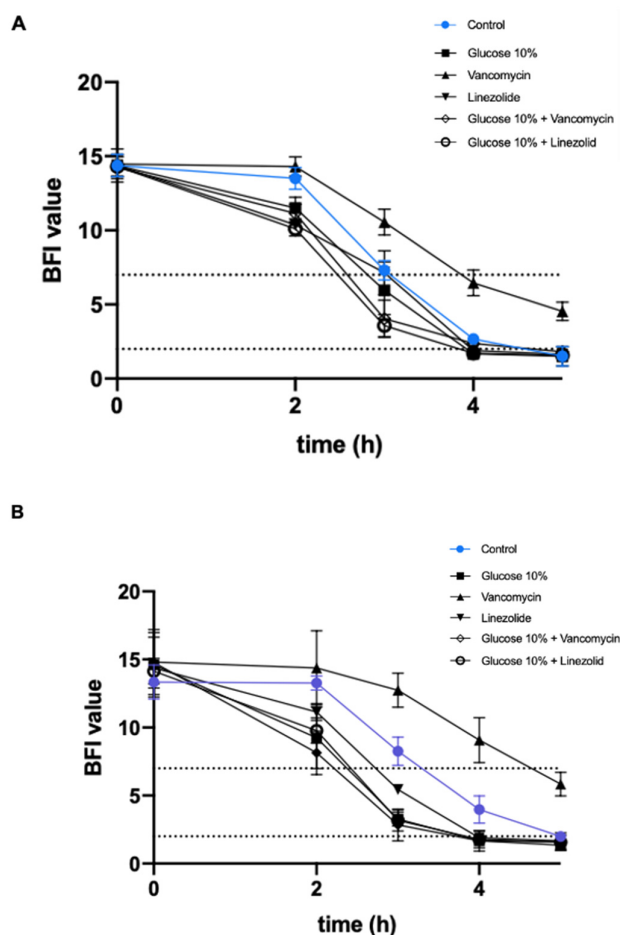 A
Control
Glucose 10%
Vancomycin
Linezolide
Glucose 10% + Vancomycin
Glucose 10% + Linezolid
20
15
10
5
0
BFI value
0 2 4
time (h)
B
Control
Glucose 10%
Vancomycin
Linezolide
Glucose 10% + Vancomycin
Glucose 10% + Linezolid
20
15
10
5
0
BFI value
0 2 4
time (h)